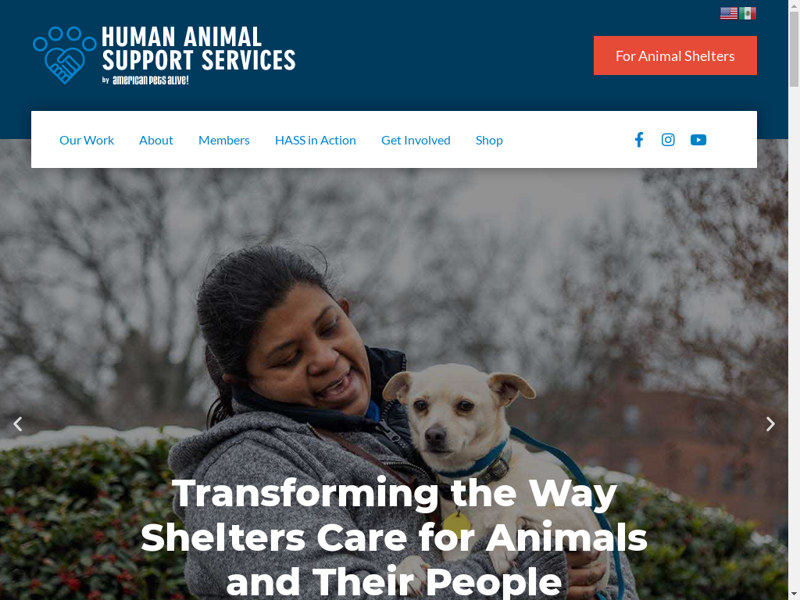 HUMAN ANIMAL
SUPPORT SERVICES
by AMERICAN PETS ALIVE!
For Animal Shelters
Our Work About Members HASS in Action Get Involved Shop
Transforming the Way
Shelters Care for Animals
and Their People